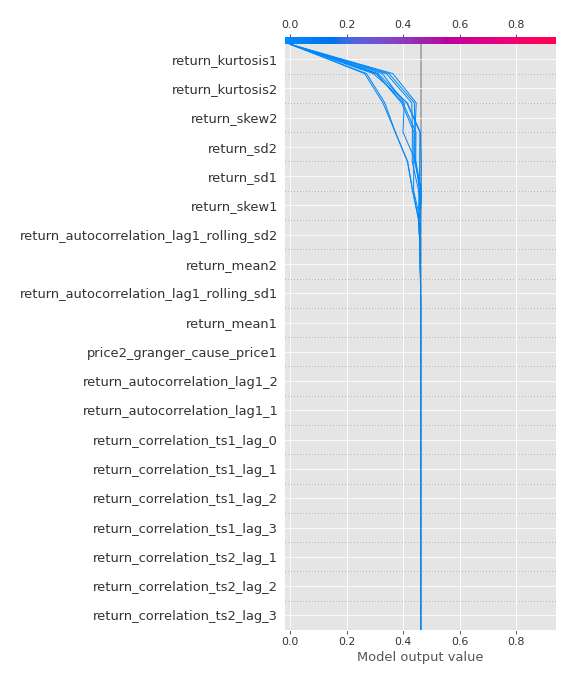 0.0 0.2 0.4 0.6 0.8
return_kurtosis1
return_kurtosis2
return_skew2
return_sd2
return_sd1
return_skew1
return_autocorrelation_lag1_rolling_sd2
return_mean2
return_autocorrelation_lag1_rolling_sd1
return_mean1
price2_granger_cause_price1
return_autocorrelation_lag1_2
return_autocorrelation_lag1_1
return_correlation_ts1_lag_0
return_correlation_ts1_lag_1
return_correlation_ts1_lag_2
return_correlation_ts1_lag_3
return_correlation_ts2_lag_1
return_correlation_ts2_lag_2
return_correlation_ts2_lag_3
0.0 0.2 0.4 0.6 0.8
Model output value